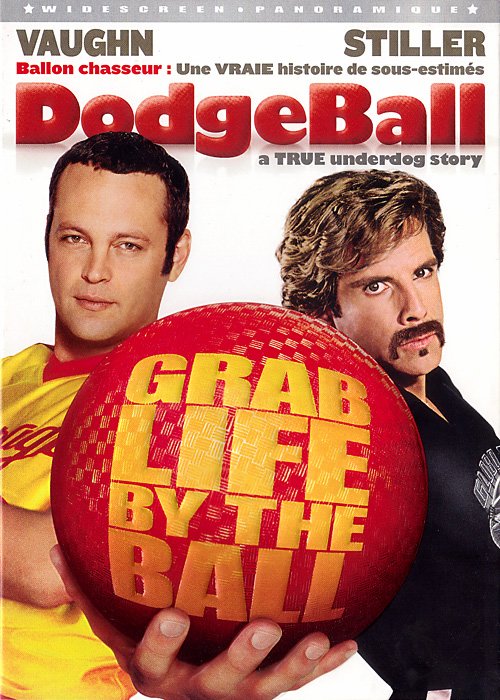 ★ WIDESCREEN • PANORAMIQUE ★
VAUGHN STILLER
Ballon chasseur : Une VRAIE histoire de sous-estimés
DodgeBall
a TRUE underdog story
GRAB
LIFE
BY THE
BALL